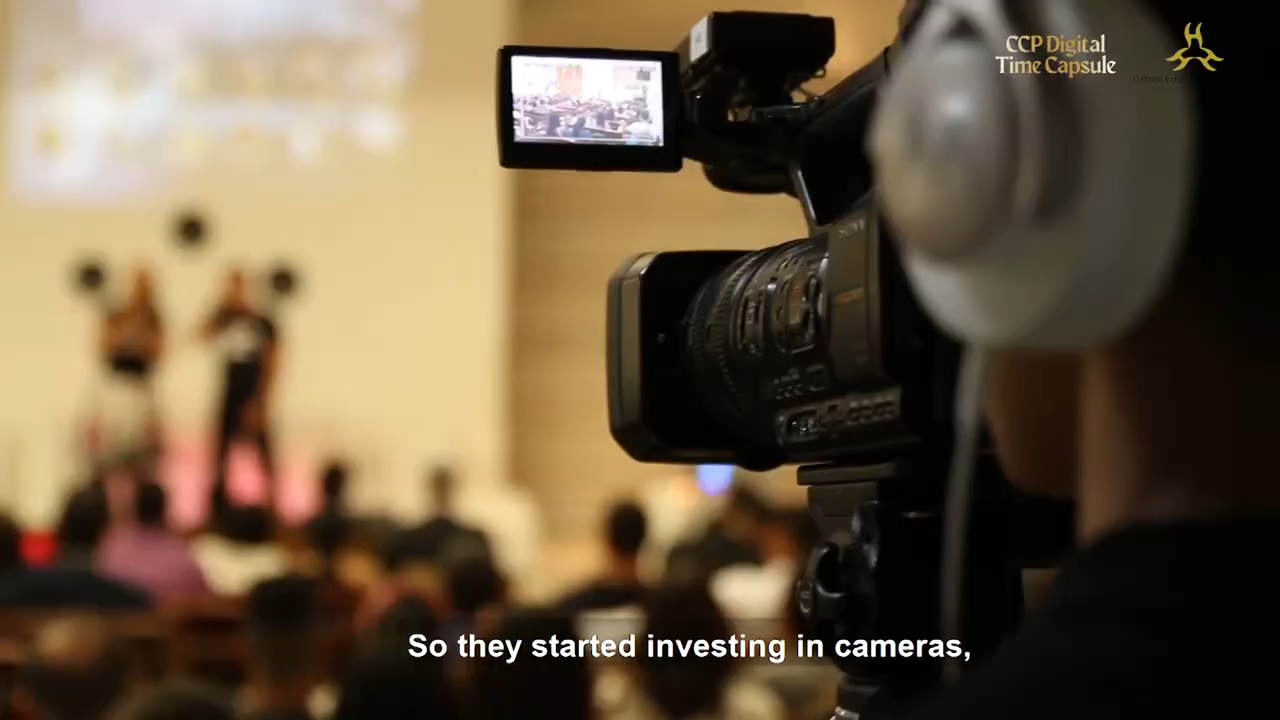 CCP Digital
Time Capsule
SONY
So they started investing in cameras,